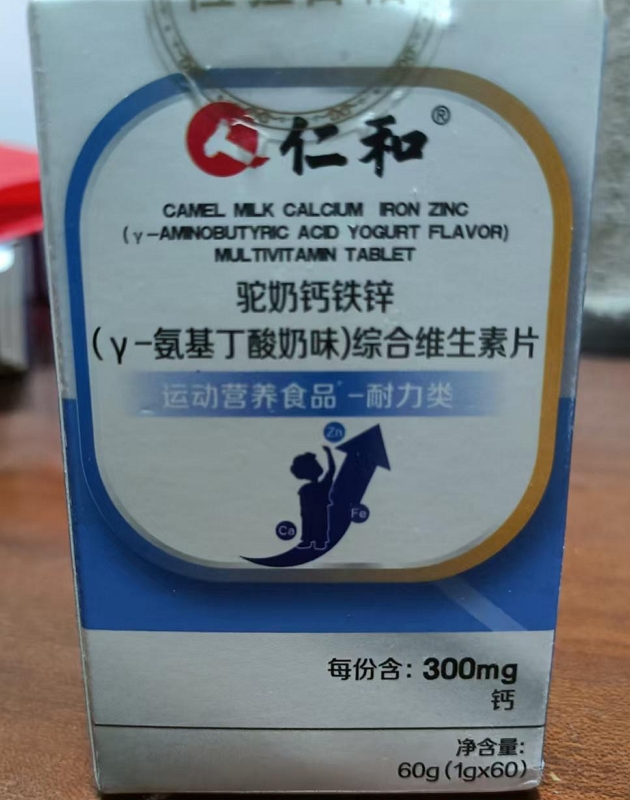 仁和®
CAMEL MILK CALCIUM IRON ZINC
(γ-AMINOBUTYRIC ACID YOGURT FLAVOR)
MULTIVITAMIN TABLET
驼奶钙铁锌
(γ-氨基丁酸奶味)综合维生素片
运动营养食品-耐力类
Zn
Ca
Fe
每份含: 300mg
钙
净含量:
60g(1gx60)